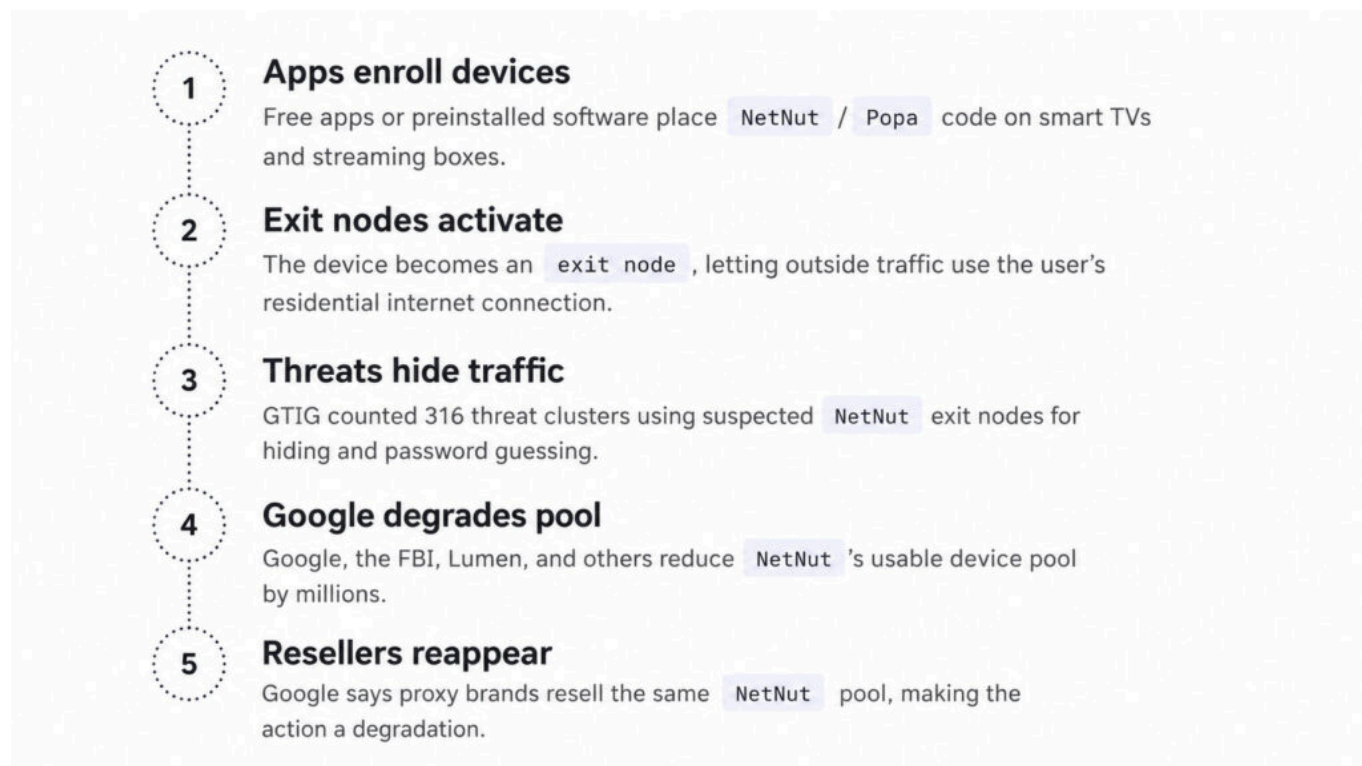 1
Apps enroll devices
Free apps or preinstalled software place NetNut / Popa code on smart TVs
and streaming boxes.
2
Exit nodes activate
The device becomes an exit node, letting outside traffic use the user’s
residential internet connection.
3
Threats hide traffic
GTIG counted 316 threat clusters using suspected NetNut exit nodes for
hiding and password guessing.
4
Google degrades pool
Google, the FBI, Lumen, and others reduce NetNut’s usable device pool
by millions.
5
Resellers reappear
Google says proxy brands resell the same NetNut pool, making the
action a degradation.